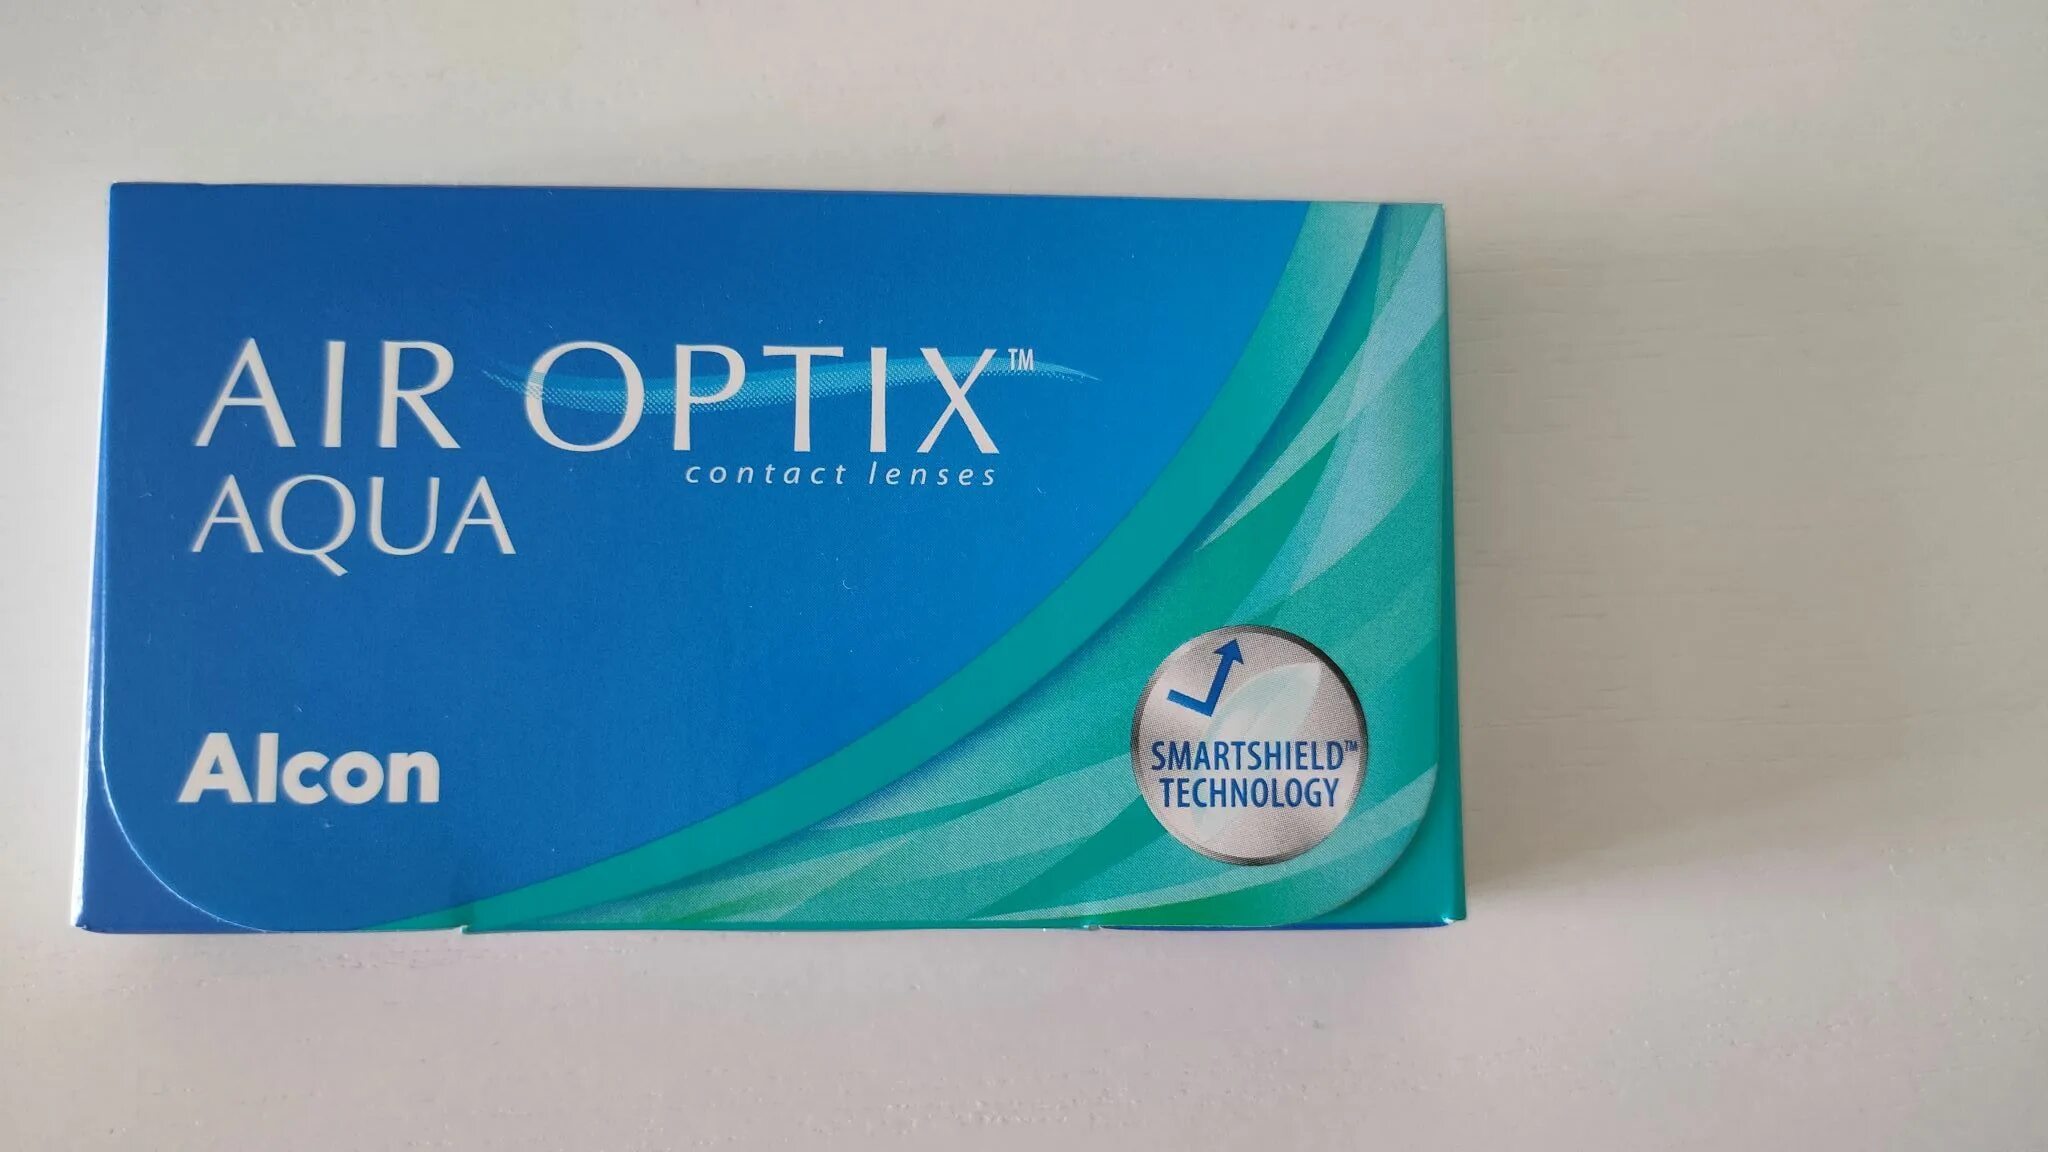 AIR OPTIX™
contact lenses
AQUA
Alcon
SMARTSHIELD™
TECHNOLOGY